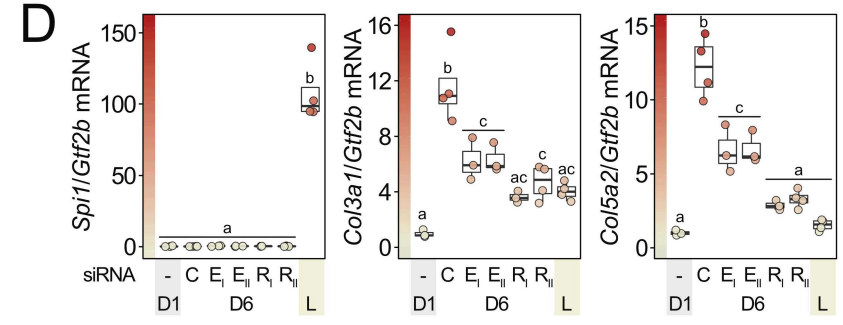 D
Spi1/Gtf2b mRNA
150
100
50
0
a
b
Col3a1/Gtf2b mRNA
16
12
8
4
0
a
b
c
ac
c
ac
Col5a2/Gtf2b mRNA
15
10
5
0
a
b
c
a
siRNA - C EI EII RI RII
D1 D6 L
- C EI EII RI RII
D1 D6 L
- C EI EII RI RII
D1 D6 L